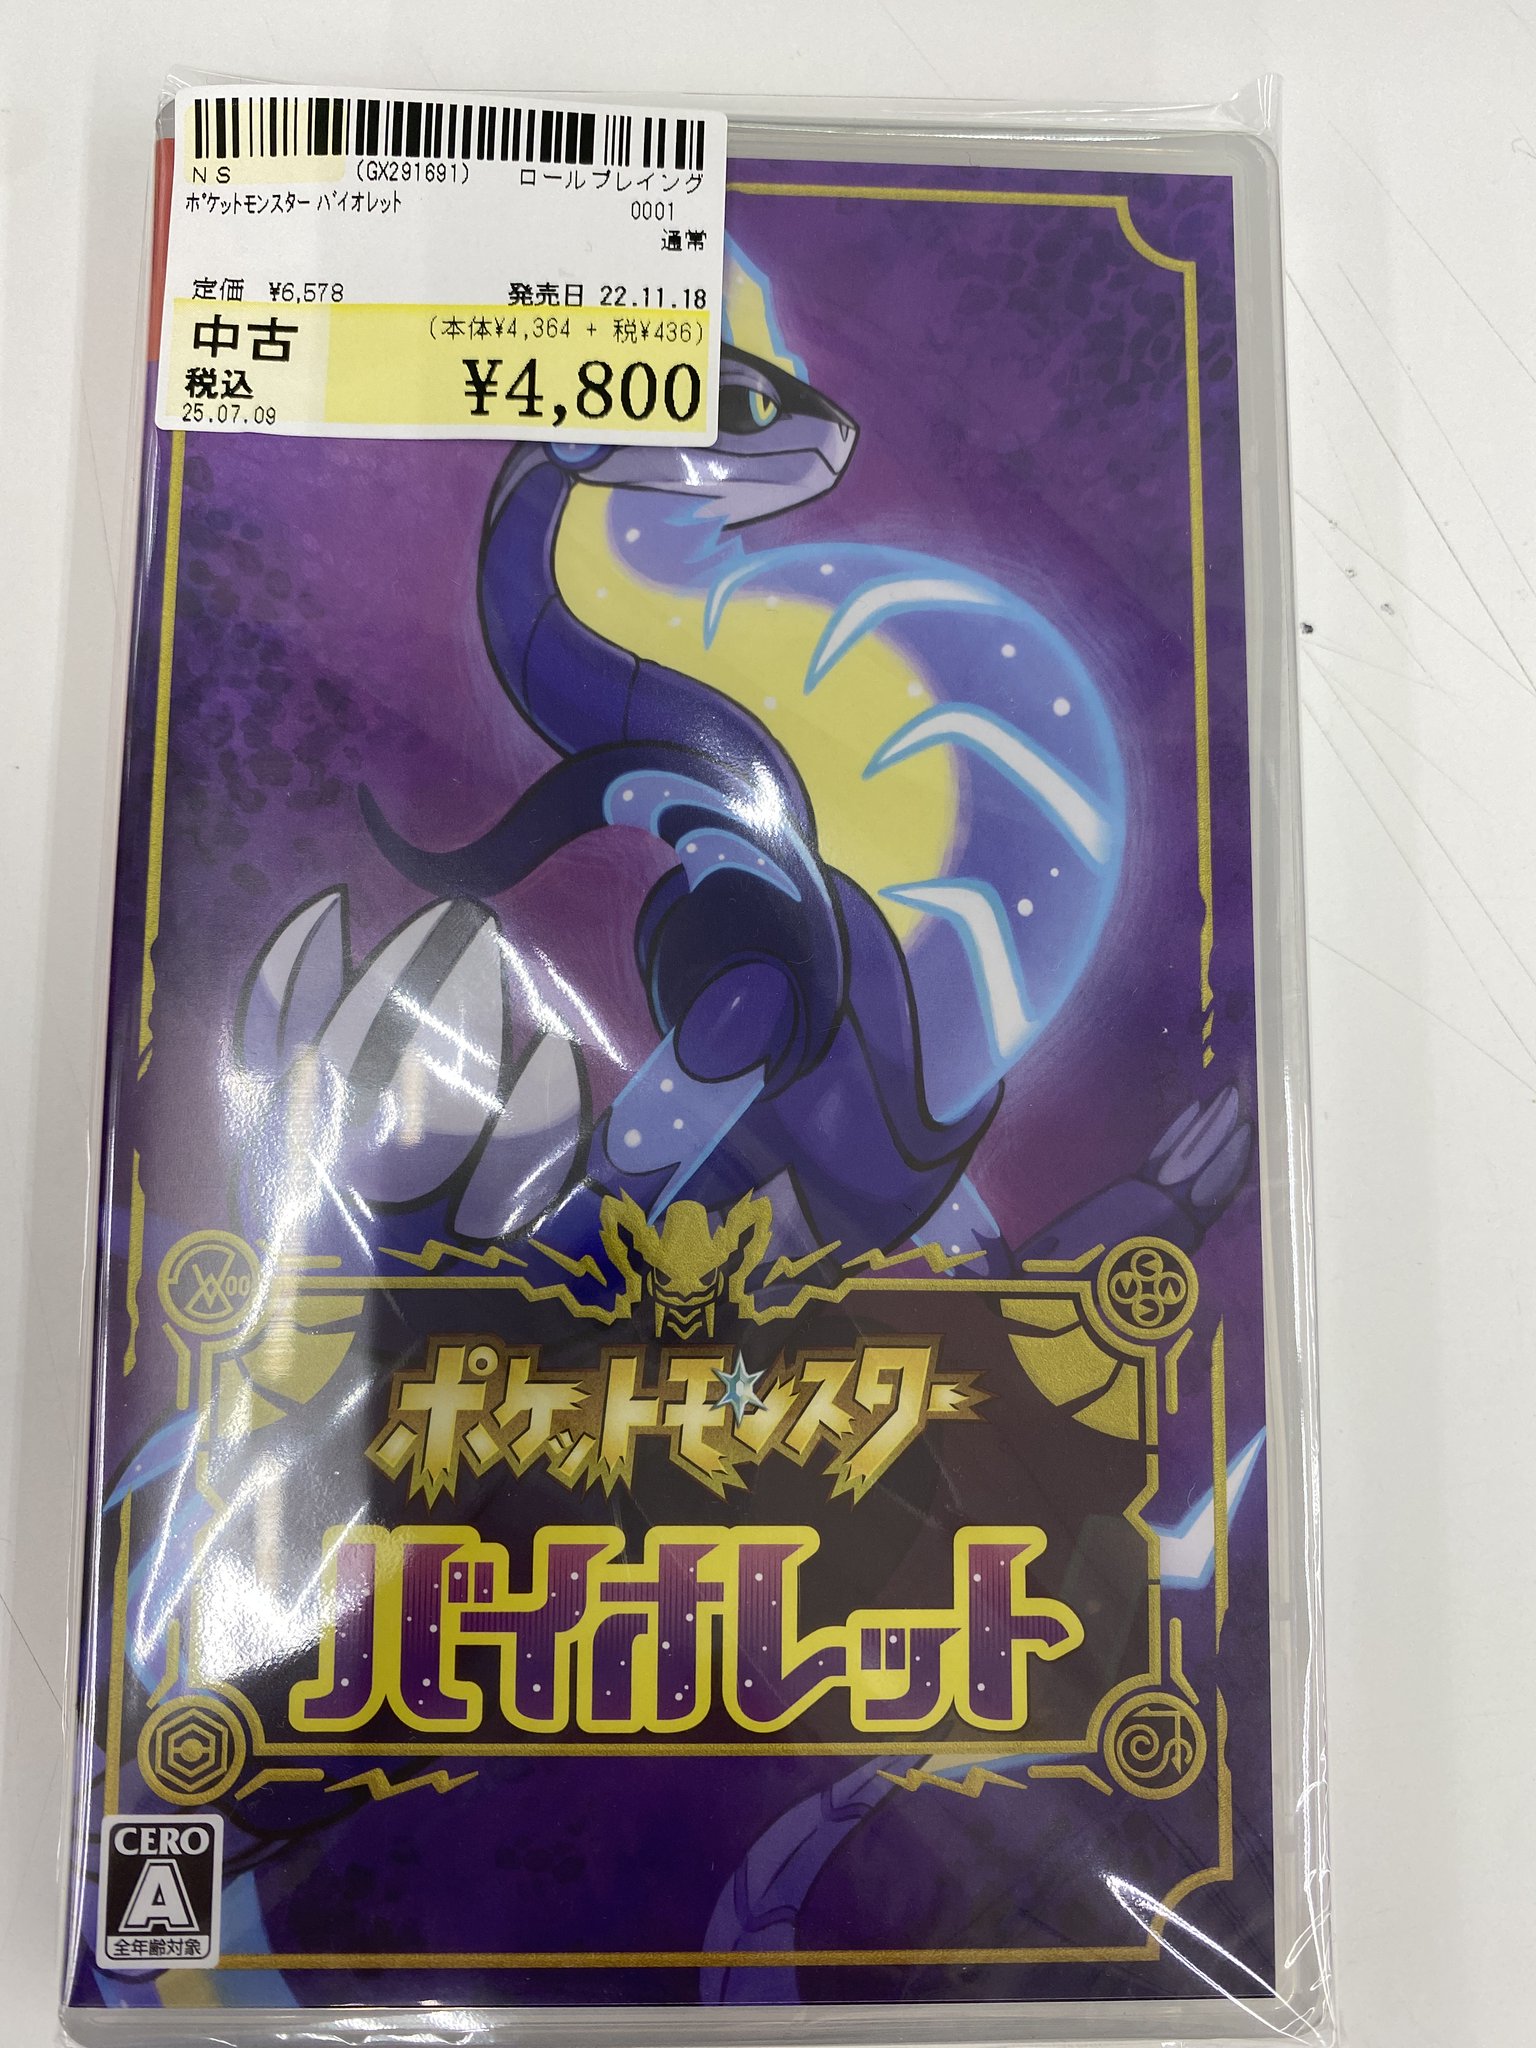 NS (GX291691) ロールプレイング
ポケットモンスター バイオレット 0001
通常
定価 ¥6,578 発売日 22.11.18
中古 (本体¥4,364 + 税¥436)
税込 ¥4,800
25.07.09
ポケットモンスター
バイオレット
CERO
A
全年齢対象